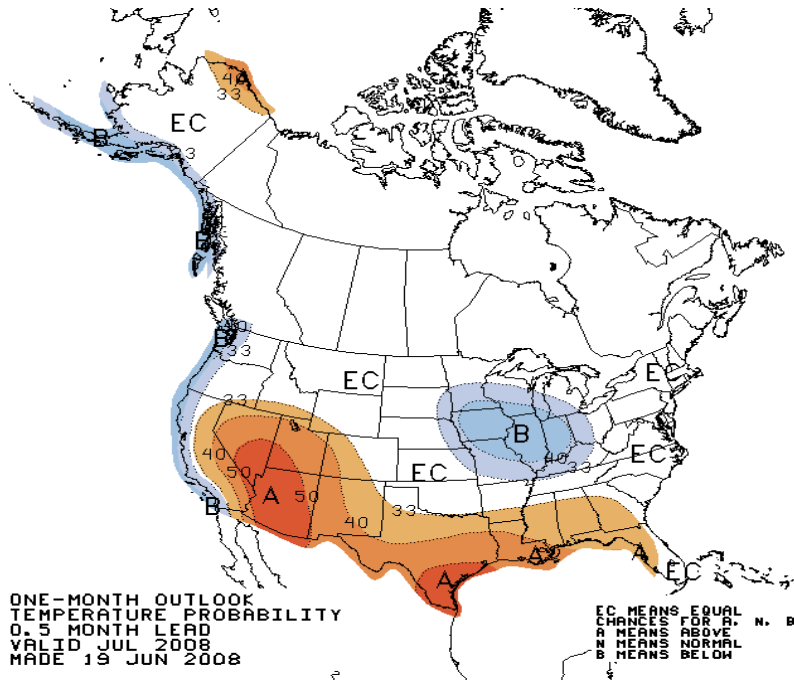 40
A
33
EC
B
33
B
40
B
33
EC
EC
33
B
EC
40
33
40
50
A
50
EC
33
40
B
A
A
A
EC
ONE-MONTH OUTLOOK
TEMPERATURE PROBABILITY
0.5 MONTH LEAD
VALID JUL 2008
MADE 19 JUN 2008
EC MEANS EQUAL
CHANCES FOR A, N, B
A MEANS ABOVE
N MEANS NORMAL
B MEANS BELOW